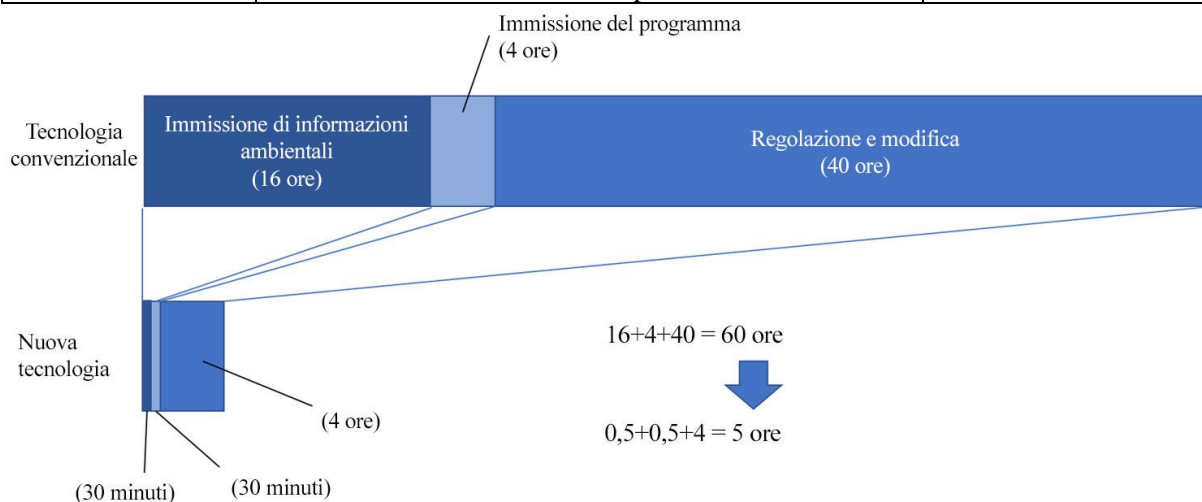 Immissione del programma
(4 ore)
Tecnologia
convenzionale
Immissione di informazioni
ambientali
(16 ore)
Regolazione e modifica
(40 ore)
Nuova
tecnologia
(4 ore)
(30 minuti)
(30 minuti)
16+4+40 = 60 ore
0,5+0,5+4 = 5 ore